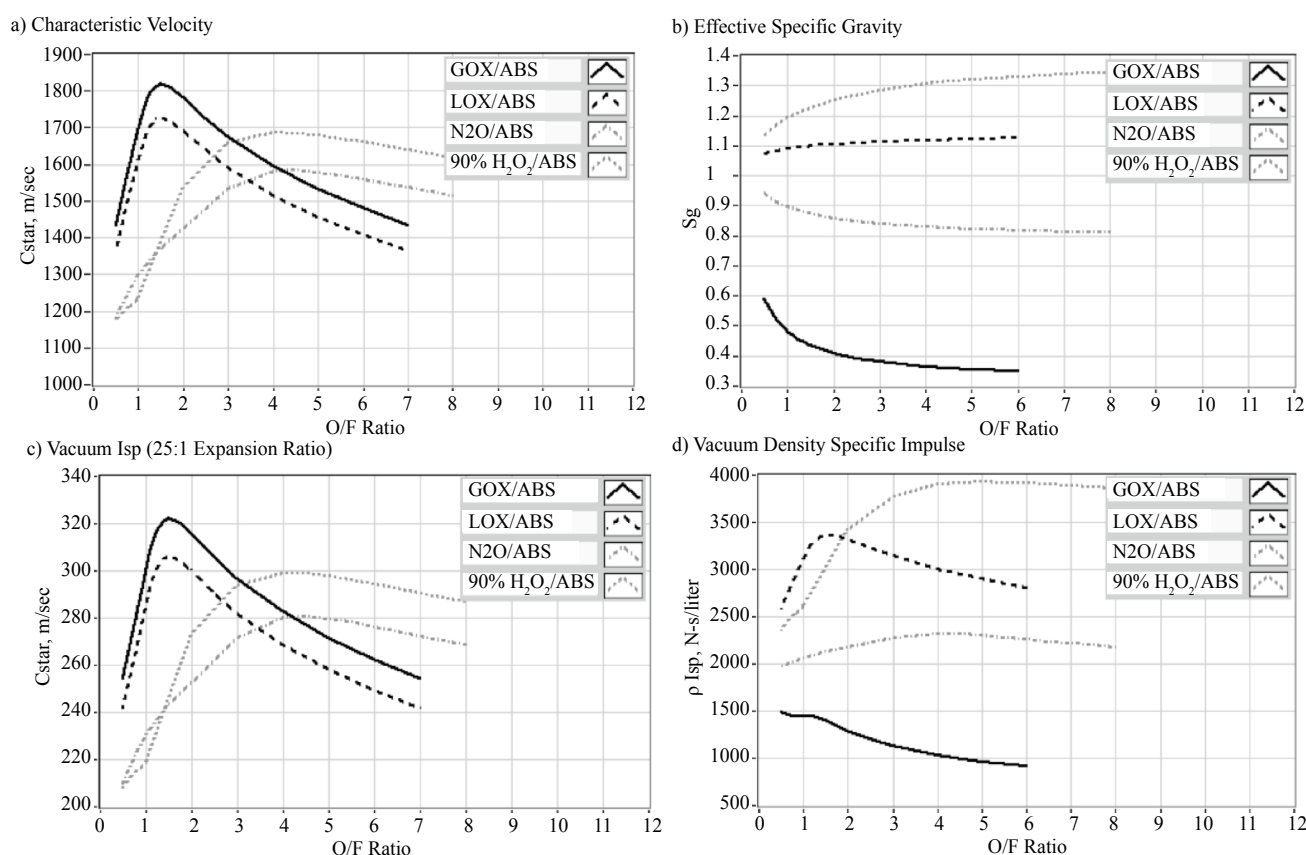 a) Characteristic Velocity
1900
1800
1700
1600
1500
1400
1300
1200
1100
1000
Cstar, m/sec
GOX/ABS
LOX/ABS
N2O/ABS
90% H₂O₂/ABS
0 1 2 3 4 5 6 7 8 9 10 11 12
O/F Ratio
b) Effective Specific Gravity
1.4
1.3
1.2
1.1
1
0.9
0.8
0.7
0.6
0.5
0.4
0.3
Sg
GOX/ABS
LOX/ABS
N2O/ABS
90% H₂O₂/ABS
0 1 2 3 4 5 6 7 8 9 10 11 12
O/F Ratio
c) Vacuum Isp (25:1 Expansion Ratio)
340
320
300
280
260
240
220
200
Cstar, m/sec
GOX/ABS
LOX/ABS
N2O/ABS
90% H₂O₂/ABS
0 1 2 3 4 5 6 7 8 9 10 11 12
O/F Ratio
d) Vacuum Density Specific Impulse
4000
3500
3000
2500
2000
1500
1000
500
ρ Isp, N-s/liter
GOX/ABS
LOX/ABS
N2O/ABS
90% H₂O₂/ABS
0 1 2 3 4 5 6 7 8 9 10 11 12
O/F Ratio